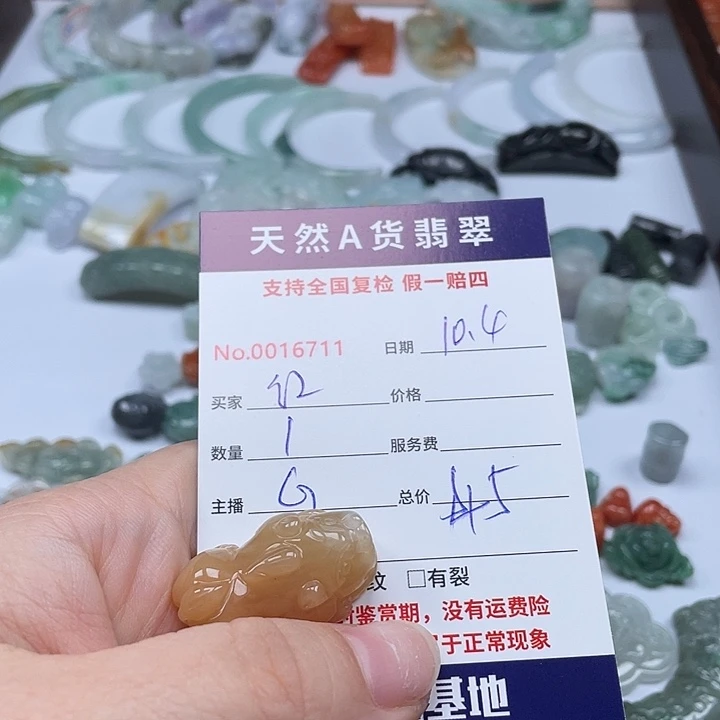 天然A货翡翠
支持全国复检 假一赔四
No.0016711 日期 10.4
买家 价格
数量 1 服务费
主播 G 总价 45
纹 □有裂
鉴赏期，没有运费险
于正常现象
基地